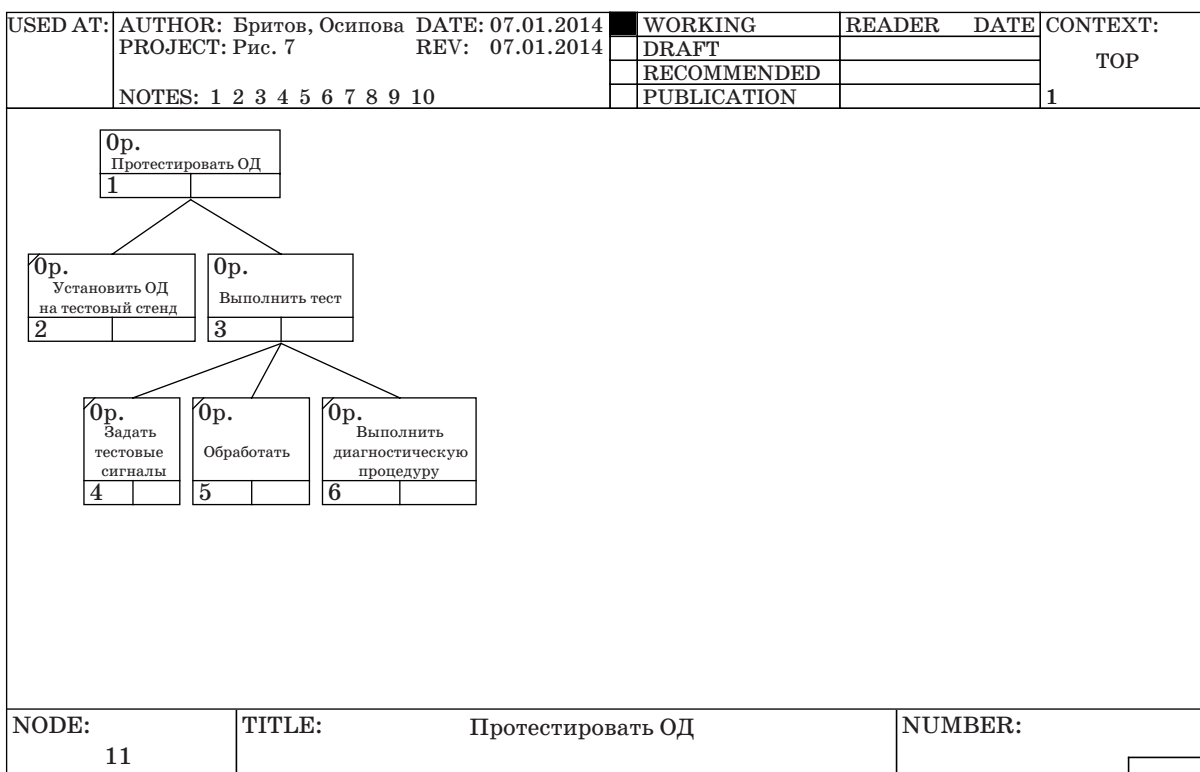 USED AT: AUTHOR: Бритов, Осипова DATE: 07.01.2014 WORKING READER DATE CONTEXT:
PROJECT: Рис. 7 REV: 07.01.2014 DRAFT
TOP
RECOMMENDED
NOTES: 1 2 3 4 5 6 7 8 9 10 PUBLICATION 1
0р.
Протестировать ОД
1
0р.
Установить ОД
на тестовый стенд
2
0р.
Выполнить тест
3
0р.
Задать
тестовые
сигналы
4
0р.
Обработать
5
0р.
Выполнить
диагностическую
процедуру
6
NODE: TITLE: Протестировать ОД NUMBER:
11